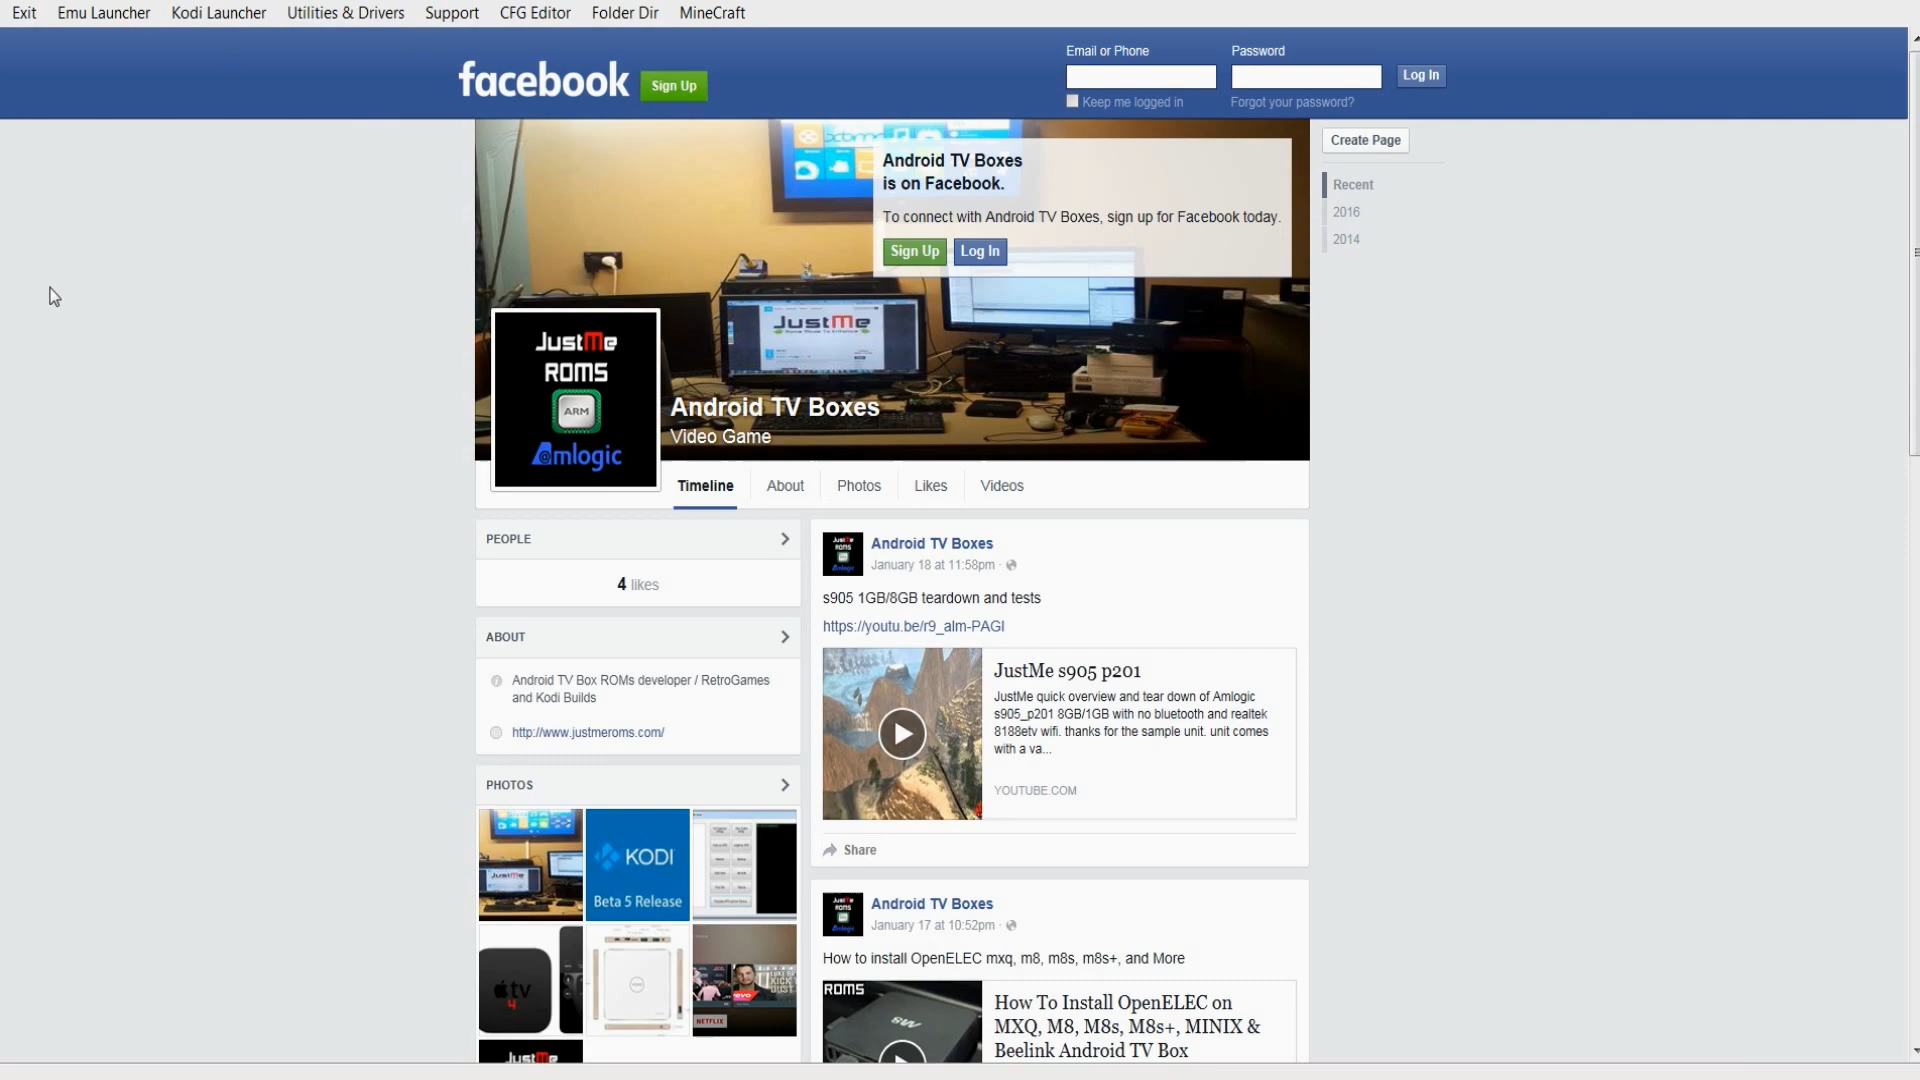 Exit Emu Launcher Kodi Launcher Utilities & Drivers Support CFG Editor Folder Dir MineCraft
facebook
Sign Up
Email or Phone
Password
Log In
Keep me logged in
Forgot your password?
Android TV Boxes
is on Facebook.
To connect with Android TV Boxes, sign up for Facebook today.
Sign Up
Log In
Create Page
Recent
2016
2014
JustMe
JustMe
ROMS
ARM
Amlogic
Android TV Boxes
Video Game
Timeline About Photos Likes Videos
PEOPLE
4 likes
ABOUT
Android TV Box ROMs developer / RetroGames
and Kodi Builds
http://www.justmeroms.com/
PHOTOS
JustMe
KODI
Beta 5 Release
tv
4
NETFLIX
JustMe
Android TV Boxes
January 18 at 11:58pm ·
s905 1GB/8GB teardown and tests
https://youtu.be/r9_alm-PAGI
JustMe s905 p201
JustMe quick overview and tear down of Amlogic
s905_p201 8GB/1GB with no bluetooth and realtek
8188etv wifi. thanks for the sample unit. unit comes
with a va...
YOUTUBE.COM
Share
Android TV Boxes
January 17 at 10:52pm ·
How to install OpenELEC mxq, m8, m8s, m8s+, and More
ROMS
How To Install OpenELEC on
MXQ, M8, M8s, M8s+, MINIX &
Beelink Android TV Box